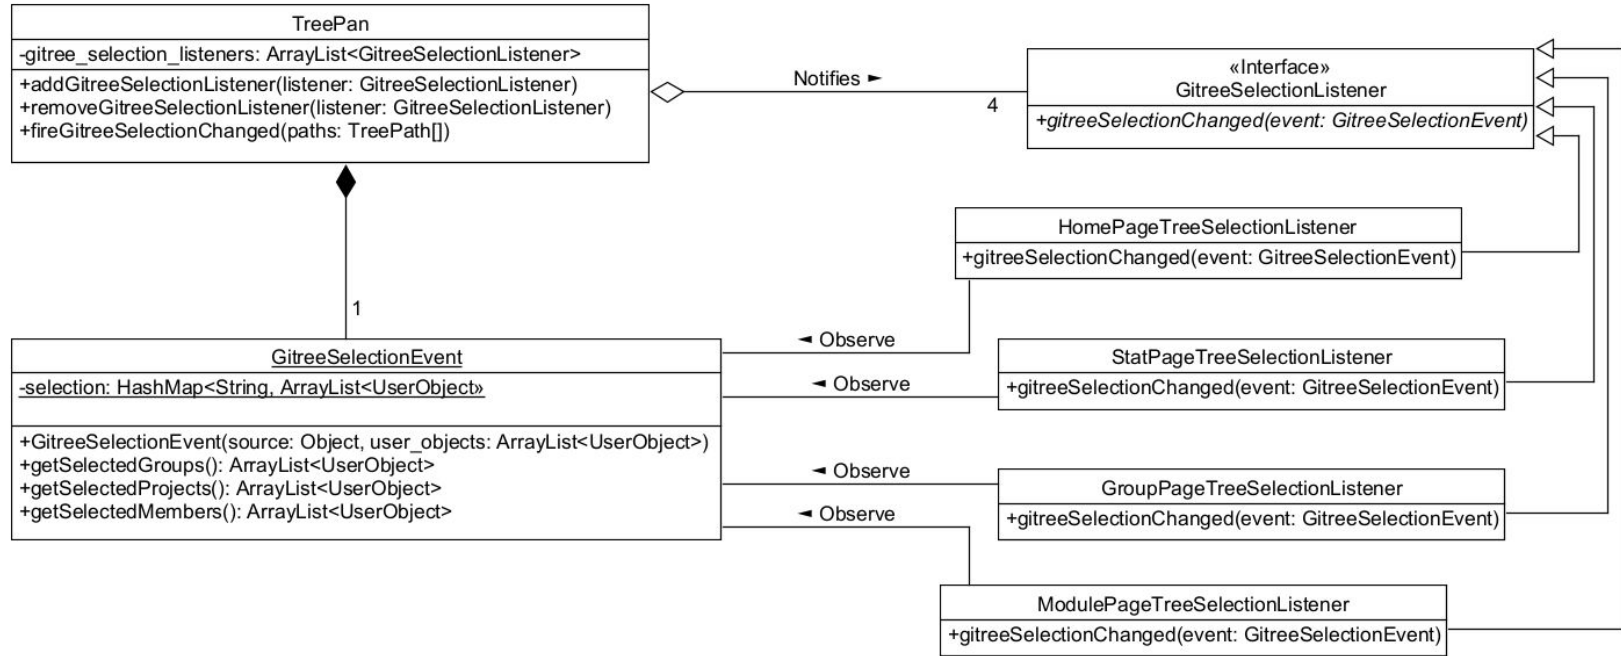 TreePan
-gitree_selection_listeners: ArrayList<GitreeSelectionListener>
+addGitreeSelectionListener(listener: GitreeSelectionListener)
+removeGitreeSelectionListener(listener: GitreeSelectionListener)
+fireGitreeSelectionChanged(paths: TreePath[])
Notifies ►
4
«Interface»
GitreeSelectionListener
+gitreeSelectionChanged(event: GitreeSelectionEvent)
HomePageTreeSelectionListener
+gitreeSelectionChanged(event: GitreeSelectionEvent)
1
◄ Observe
GitreeSelectionEvent
-selection: HashMap<String, ArrayList<UserObject»
+GitreeSelectionEvent(source: Object, user_objects: ArrayList<UserObject>)
+getSelectedGroups(): ArrayList<UserObject>
+getSelectedProjects(): ArrayList<UserObject>
+getSelectedMembers(): ArrayList<UserObject>
◄ Observe
StatPageTreeSelectionListener
+gitreeSelectionChanged(event: GitreeSelectionEvent)
◄ Observe
GroupPageTreeSelectionListener
+gitreeSelectionChanged(event: GitreeSelectionEvent)
◄ Observe
ModulePageTreeSelectionListener
+gitreeSelectionChanged(event: GitreeSelectionEvent)